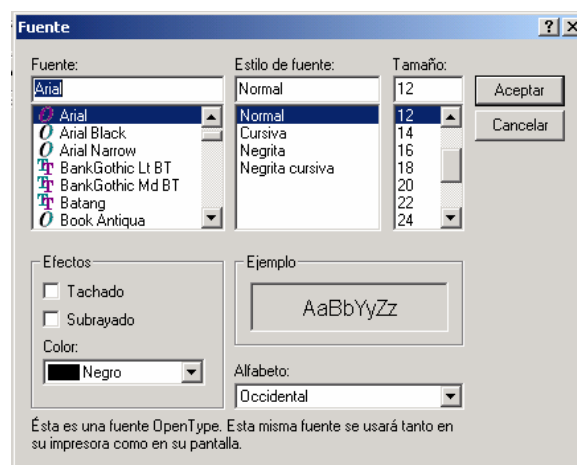 Fuente
Fuente:
Arial
Arial
Arial Black
Arial Narrow
BankGothic Lt BT
BankGothic Md BT
Batang
Book Antiqua
Estilo de fuente:
Normal
Normal
Cursiva
Negrita
Negrita cursiva
Tamaño:
12
12
14
16
18
20
22
24
Aceptar
Cancelar
Efectos
Tachado
Subrayado
Color:
Negro
Ejemplo
AaBbYyZz
Alfabeto:
Occidental
Ésta es una fuente OpenType. Esta misma fuente se usará tanto en
su impresora como en su pantalla.